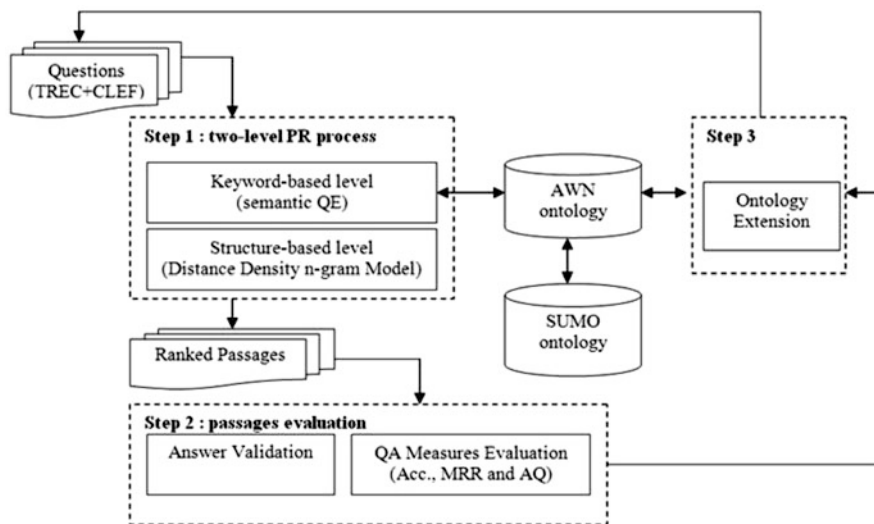 Questions
(TREC+CLEF)
Step 1 : two-level PR process
Keyword-based level
(semantic QE)
Structure-based level
(Distance Density n-gram Model)
AWN
ontology
SUMO
ontology
Step 3
Ontology
Extension
Ranked Passages
Step 2 : passages evaluation
Answer Validation
QA Measures Evaluation
(Acc., MRR and AQ)